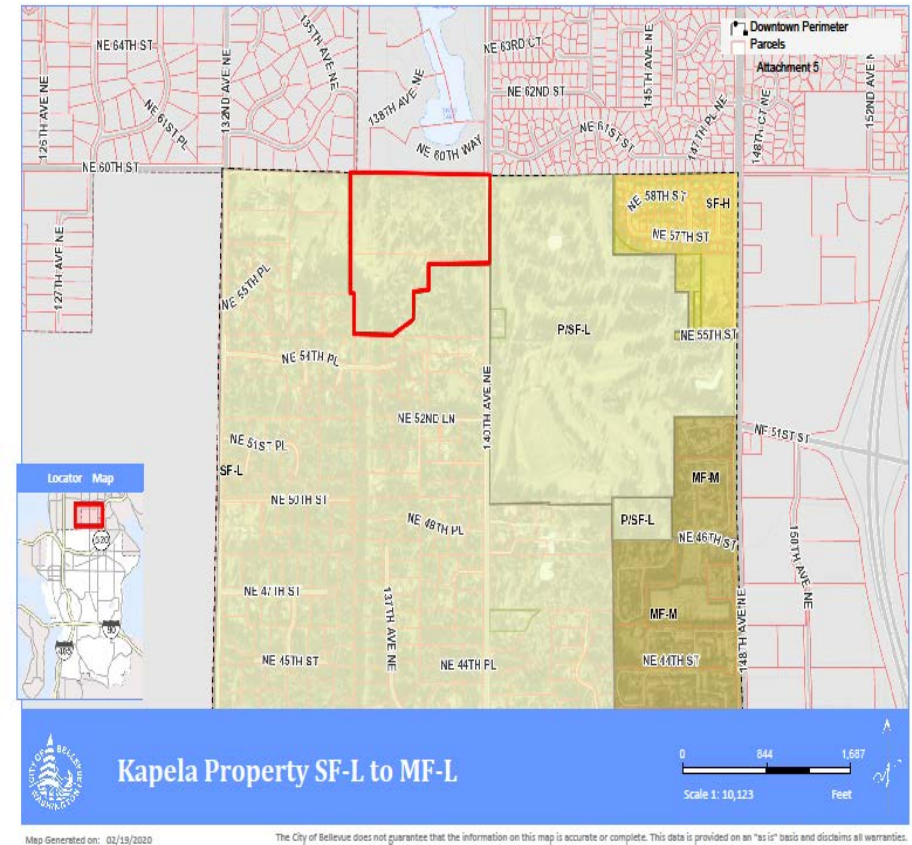 Downtown Perimeter
Parcels
Attachment 5
NE 64TH ST
132ND AVE NE
135TH AVE NE
138TH AVE NE
NE 63RD CT
145TH AVE NE
NE 62ND ST
NE 61ST ST
147TH PL NE
148TH CT NE
152ND AVE N
126TH AVE NE
NE 61ST PL
NE 60TH WAY
NE 60TH ST
127TH AVE NE
NE 58TH ST
SF-H
NE 57TH ST
NE 55TH PL
P/SF-L
NE 55TH ST
NE 54TH PL
140TH AVE NE
NE 52ND LN
NE 51ST ST
NE 51ST PL
SF-L
MF-M
NE 50TH ST
NE 48TH PL
P/SF-L
NE 46TH ST
150TH AVE NE
NE 47TH ST
137TH AVE NE
MF-M
148TH AVE NE
NE 45TH ST
NE 44TH PL
NE 44TH ST
Locator Map
520
90
405
CITY OF BELLEVUE
WASHINGTON
Kapela Property SF-L to MF-L
0 844 1,687
Scale 1: 10,123 Feet
Map Generated on: 02/19/2020
The City of Bellevue does not guarantee that the information on this map is accurate or complete. This data is provided on an "as is" basis and disclaims all warranties.